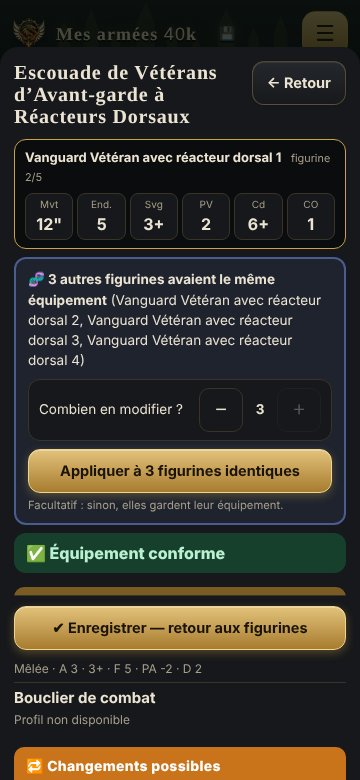 Mes armées 40k 💾 ☰
Escouade de Vétérans
d’Avant-garde à
Réacteurs Dorsaux
← Retour
Vanguard Vétéran avec réacteur dorsal 1 figurine
2/5
Mvt End. Svg PV Cd CO
12" 5 3+ 2 6+ 1
🧬 3 autres figurines avaient le même
équipement (Vanguard Vétéran avec réacteur
dorsal 2, Vanguard Vétéran avec réacteur
dorsal 3, Vanguard Vétéran avec réacteur
dorsal 4)
Combien en modifier ? − 3 +
Appliquer à 3 figurines identiques
Facultatif : sinon, elles gardent leur équipement.
✅ Équipement conforme
✔ Enregistrer — retour aux figurines
Mêlée · A 3 · 3+ · F 5 · PA -2 · D 2
Bouclier de combat
Profil non disponible
🔁 Changements possibles